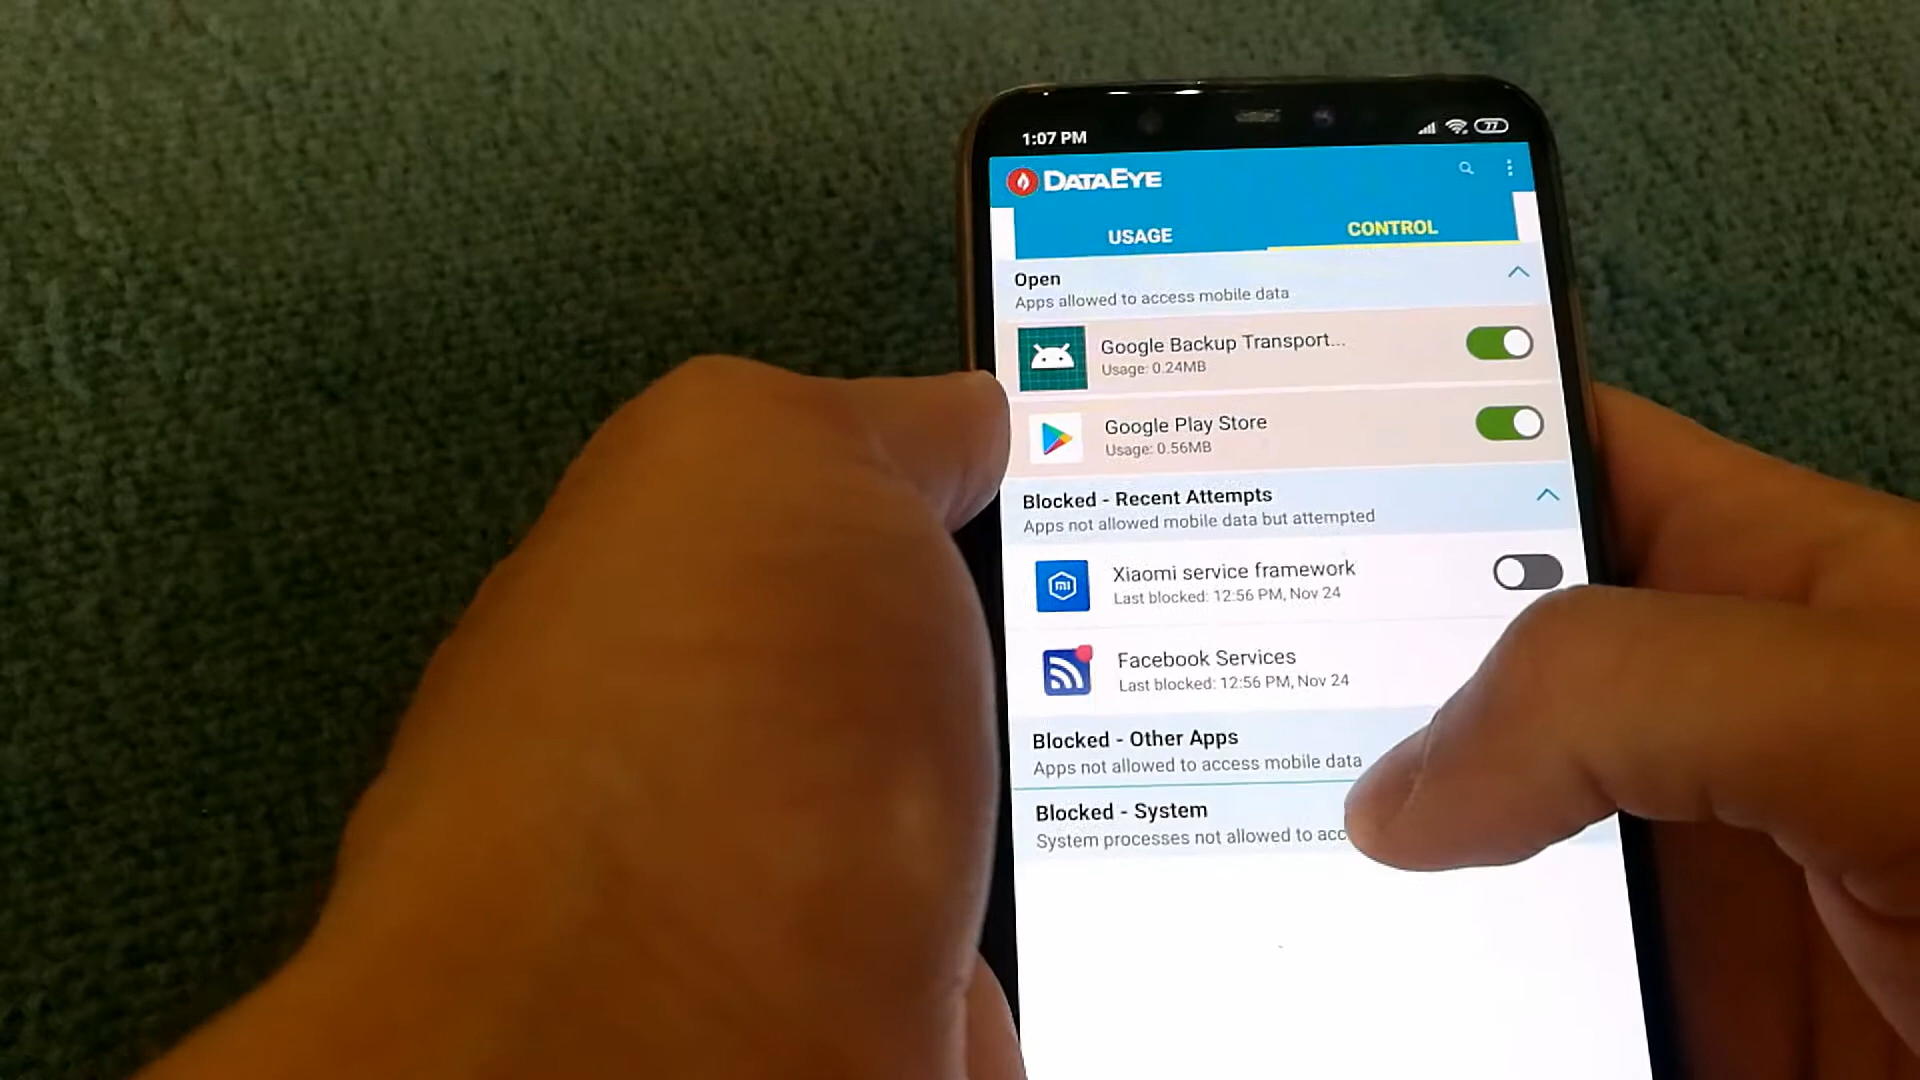 1:07 PM
77
DATAEYE
USAGE
CONTROL
Open
Apps allowed to access mobile data
Google Backup Transport...
Usage: 0.24MB
Google Play Store
Usage: 0.56MB
Blocked - Recent Attempts
Apps not allowed mobile data but attempted
mi
Xiaomi service framework
Last blocked: 12:56 PM, Nov 24
Facebook Services
Last blocked: 12:56 PM, Nov 24
Blocked - Other Apps
Apps not allowed to access mobile data
Blocked - System
System processes not allowed to acc